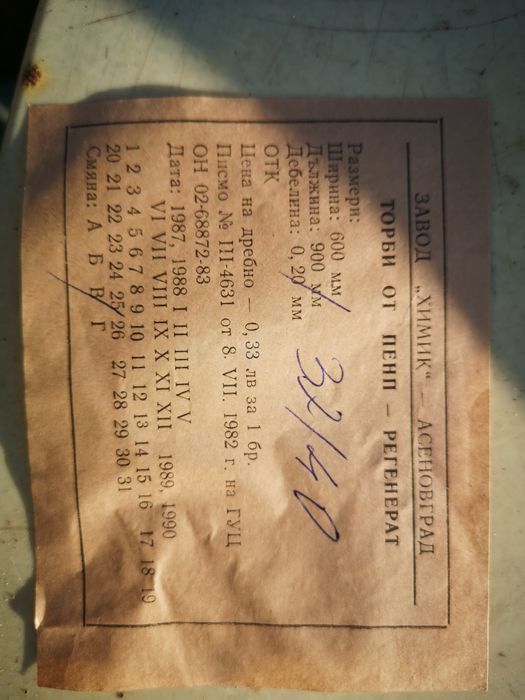 ЗАВОД „ХИМИК“ — АСЕНОВГРАД
ТОРБИ ОТ ПЕНП — РЕГЕНЕРАТ
Размери:
Ширина: 600 мм
Дължина: 900 мм
Дебелина: 0,20 мм
32/40
ОТК
Цена на дребно — 0,33 лв за 1 бр.
Писмо № III-4631 от 8. VII. 1982 г. на ГУЦ
ОН 02-68872-83
Дата: 1987, 1988 I II III IV V
VI VII VIII IX X XI XII 1989, 1990
1 2 3 4 5 6 7 8 9 10 11 12 13 14 15 16 17 18 19
20 21 22 23 24 25 26 27 28 29 30 31
Смяна: А Б В Г